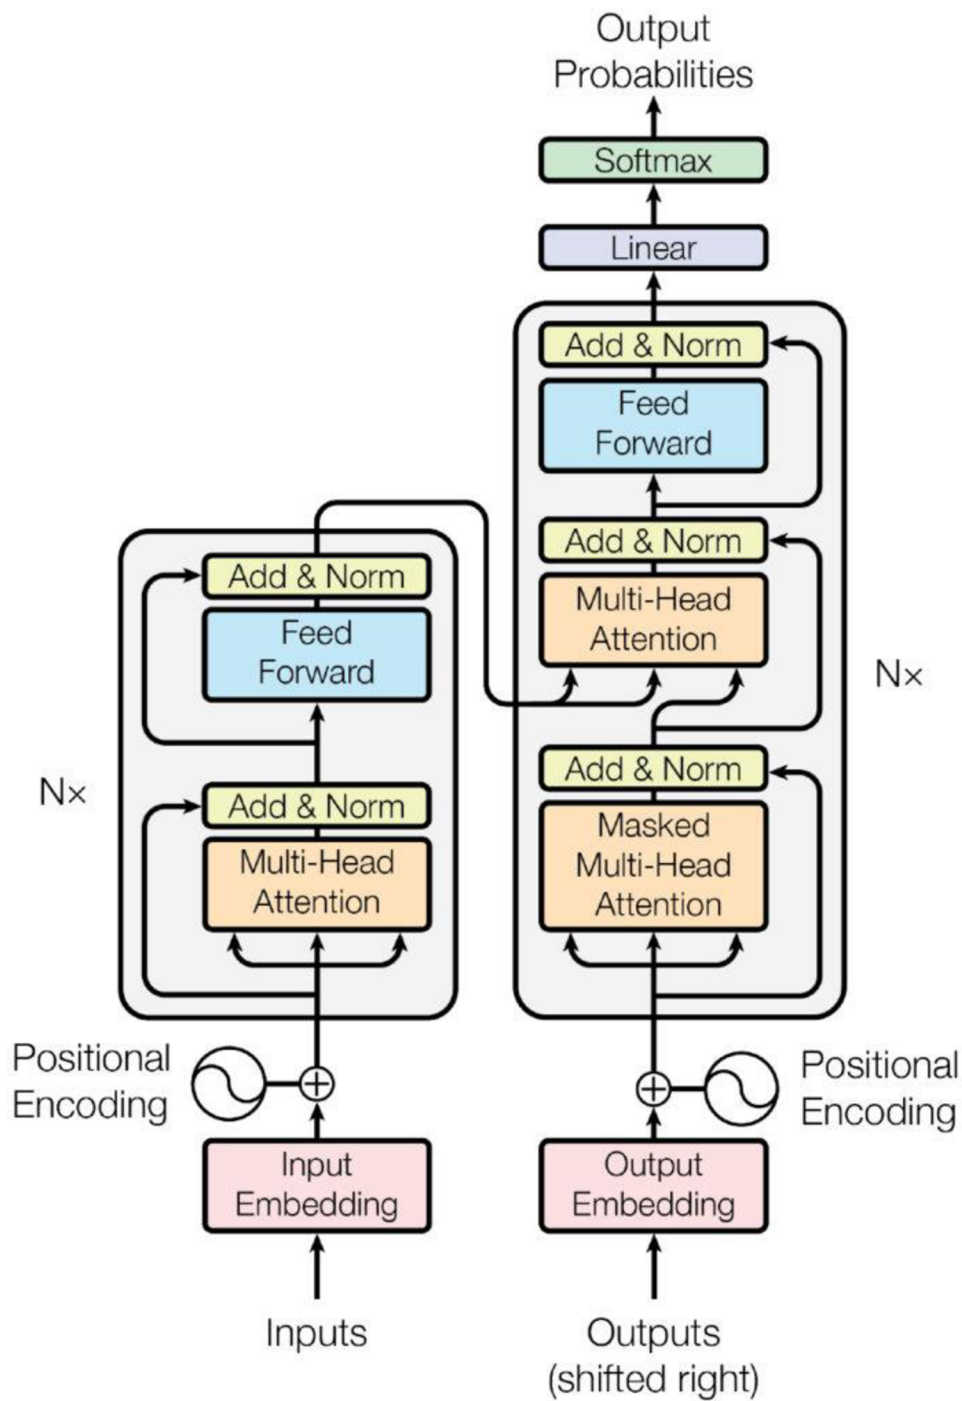 Output
Probabilities
Softmax
Linear
Add & Norm
Feed
Forward
Add & Norm
Multi-Head
Attention
Add & Norm
Masked
Multi-Head
Attention
N×
Add & Norm
Feed
Forward
Add & Norm
Multi-Head
Attention
N×
Positional
Encoding
Positional
Encoding
Input
Embedding
Output
Embedding
Inputs
Outputs
(shifted right)